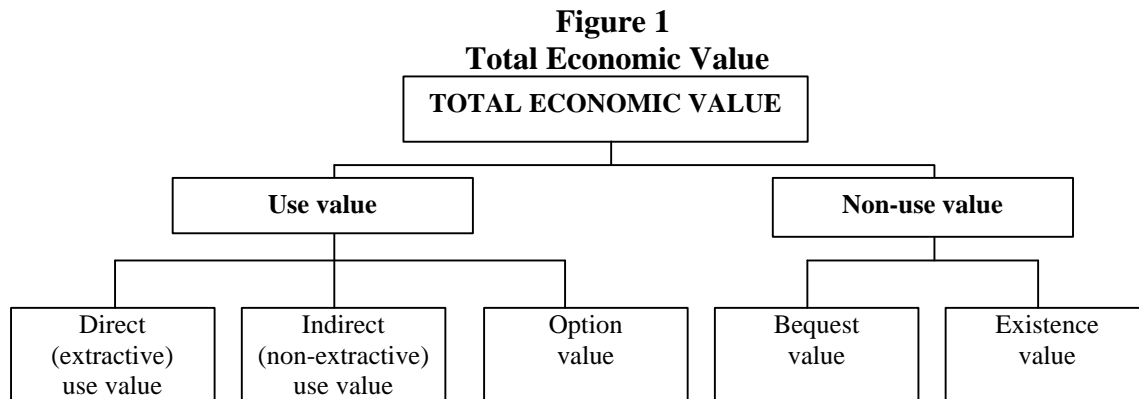 Figure 1
Total Economic Value
TOTAL ECONOMIC VALUE
Use value
Non-use value
Direct
(extractive)
use value
Indirect
(non-extractive)
use value
Option
value
Bequest
value
Existence
value